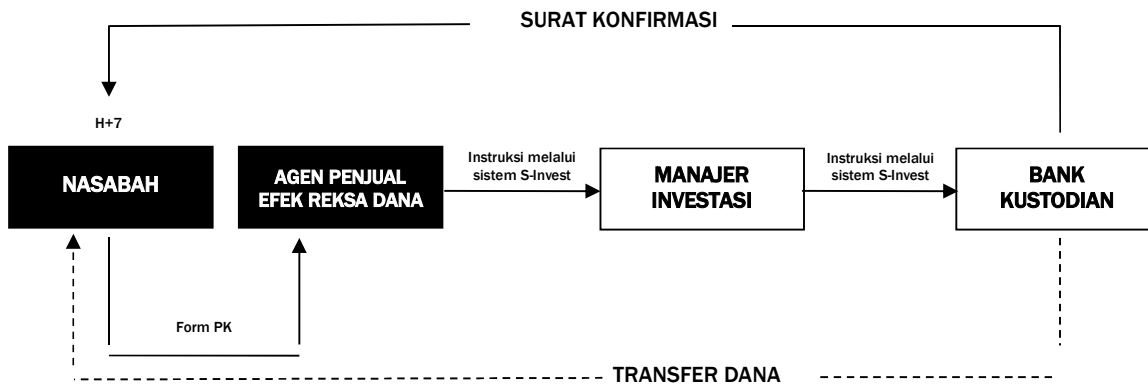 SURAT KONFIRMASI
H+7
NASABAH
AGEN PENJUAL
EFEK REKSA DANA
Instruksi melalui
sistem S-Invest
MANAJER
INVESTASI
Instruksi melalui
sistem S-Invest
BANK
KUSTODIAN
Form PK
TRANSFER DANA